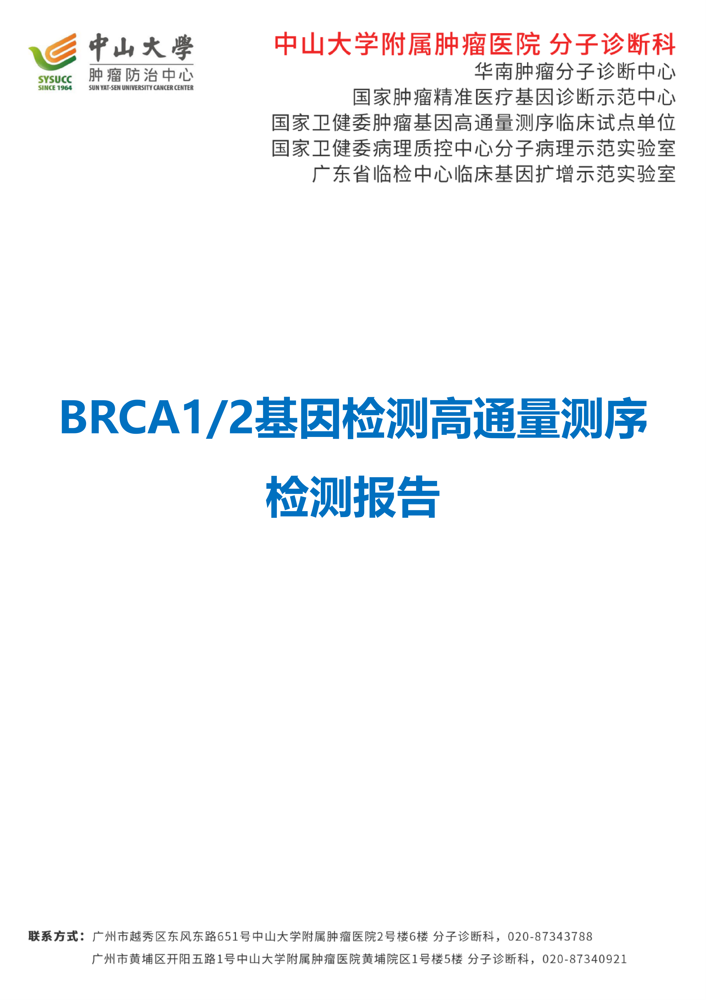 中山大學
肿瘤防治中心
SYSUCC
SINCE 1964
SUN YAT-SEN UNIVERSITY CANCER CENTER
中山大学附属肿瘤医院 分子诊断科
华南肿瘤分子诊断中心
国家肿瘤精准医疗基因诊断示范中心
国家卫健委肿瘤基因高通量测序临床试点单位
国家卫健委病理质控中心分子病理示范实验室
广东省临检中心临床基因扩增示范实验室
BRCA1/2基因检测高通量测序
检测报告
联系方式：广州市越秀区东风东路651号中山大学附属肿瘤医院2号楼6楼 分子诊断科，020-87343788
广州市黄埔区开阳五路1号中山大学附属肿瘤医院黄埔院区1号楼5楼 分子诊断科，020-87340921